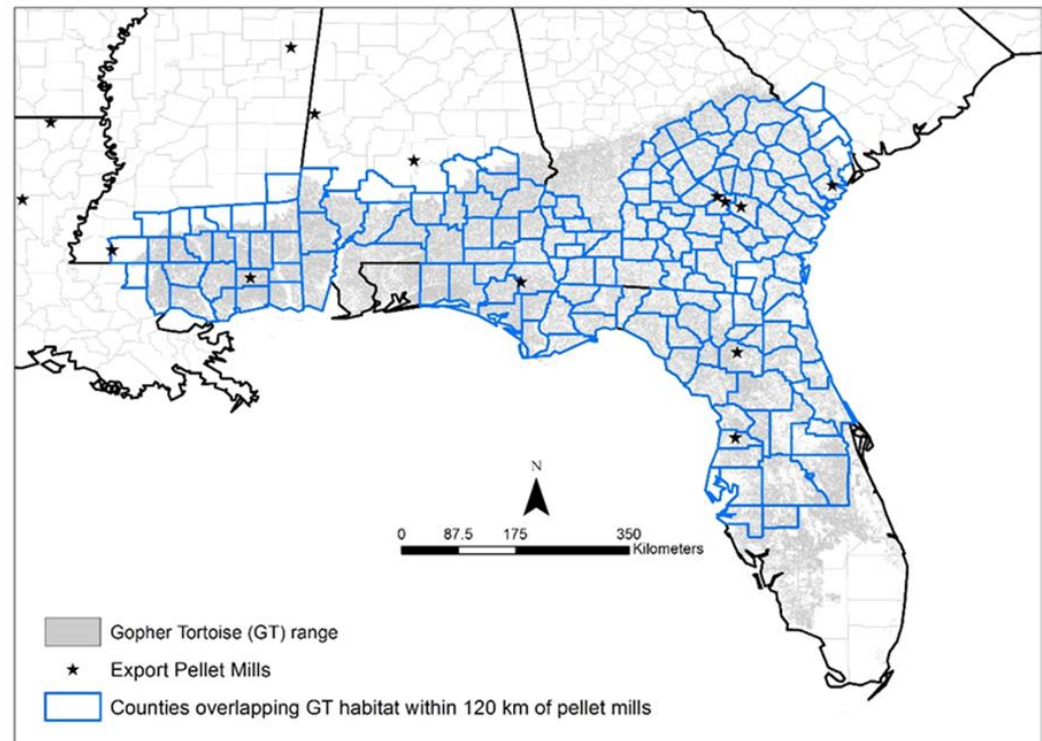 N
0 87.5 175 350
Kilometers
Gopher Tortoise (GT) range
Export Pellet Mills
Counties overlapping GT habitat within 120 km of pellet mills